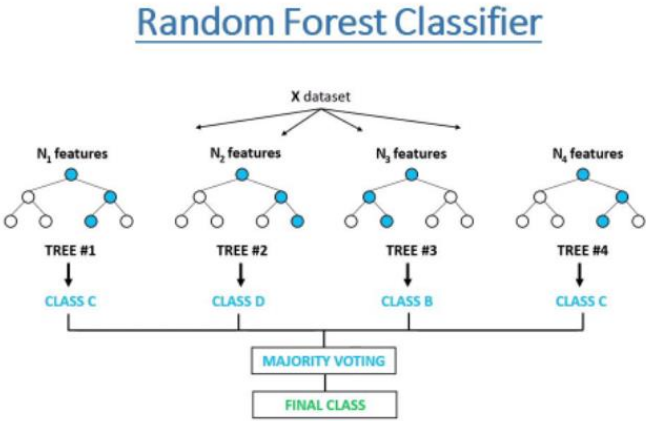 Random Forest Classifier
X dataset
N₁ features N₂ features N₃ features N₄ features
TREE #1 TREE #2 TREE #3 TREE #4
CLASS C CLASS D CLASS B CLASS C
MAJORITY VOTING
FINAL CLASS